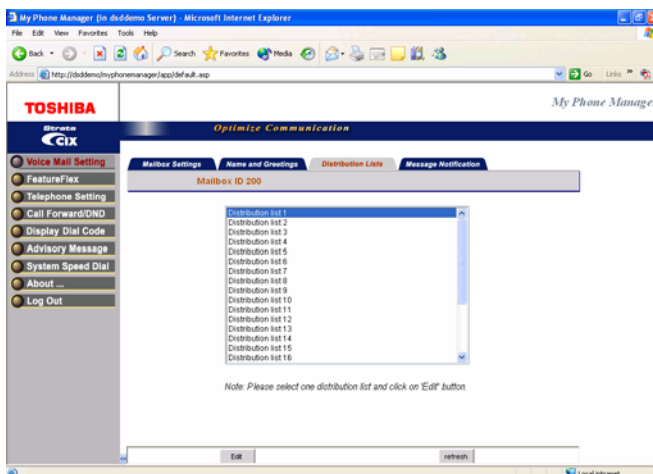 My Phone Manager (in dsddemo Server) - Microsoft Internet Explorer
File Edit View Favorites Tools Help
Back Search Favorites Media
Address http://dsddemo/myphonemanager/app/default.asp Go Links »
TOSHIBA
My Phone Manage
Strata
CIX
Optimize Communication
Voice Mail Setting
FeatureFlex
Telephone Setting
Call Forward/DND
Display Dial Code
Advisory Message
System Speed Dial
About ...
Log Out
Mailbox Settings Name and Greetings Distribution Lists Message Notification
Mailbox ID 200
Distribution list 1
Distribution list 2
Distribution list 3
Distribution list 4
Distribution list 5
Distribution list 6
Distribution list 7
Distribution list 8
Distribution list 9
Distribution list 10
Distribution list 11
Distribution list 12
Distribution list 13
Distribution list 14
Distribution list 15
Distribution list 16
Note: Please select one distribution list and click on 'Edit' button
Edit refresh
Local intranet